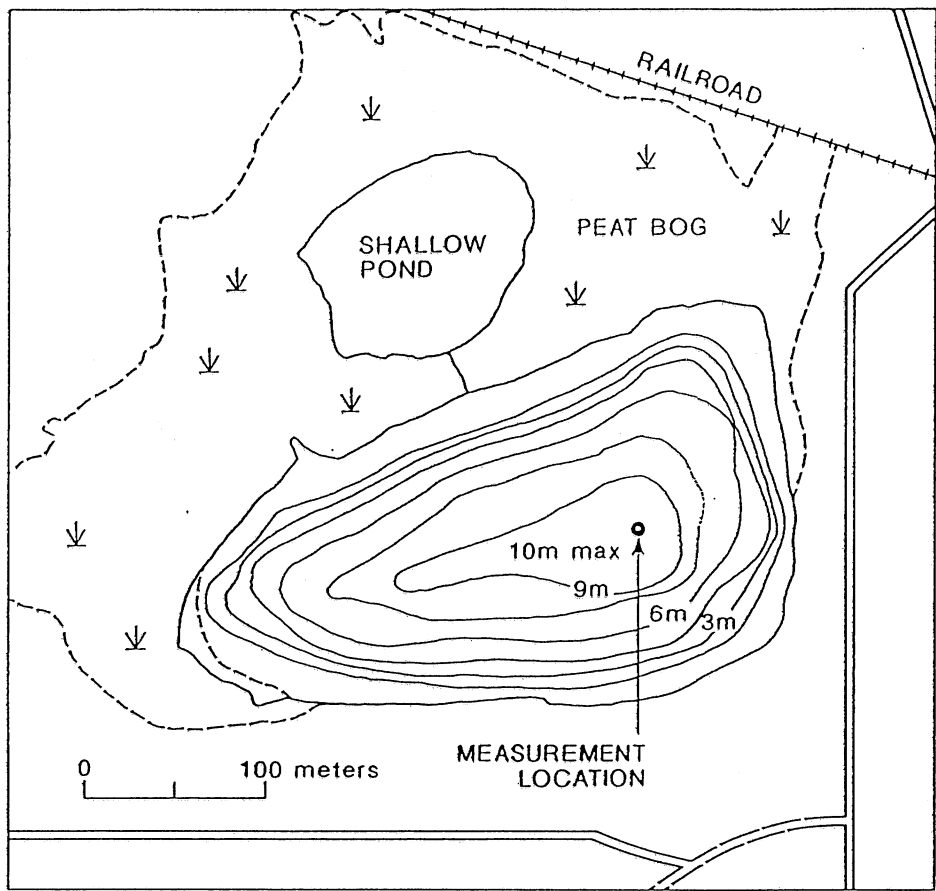 RAILROAD
SHALLOW
POND
PEAT BOG
10m max
9m
6m
3m
MEASUREMENT
LOCATION
0
100 meters